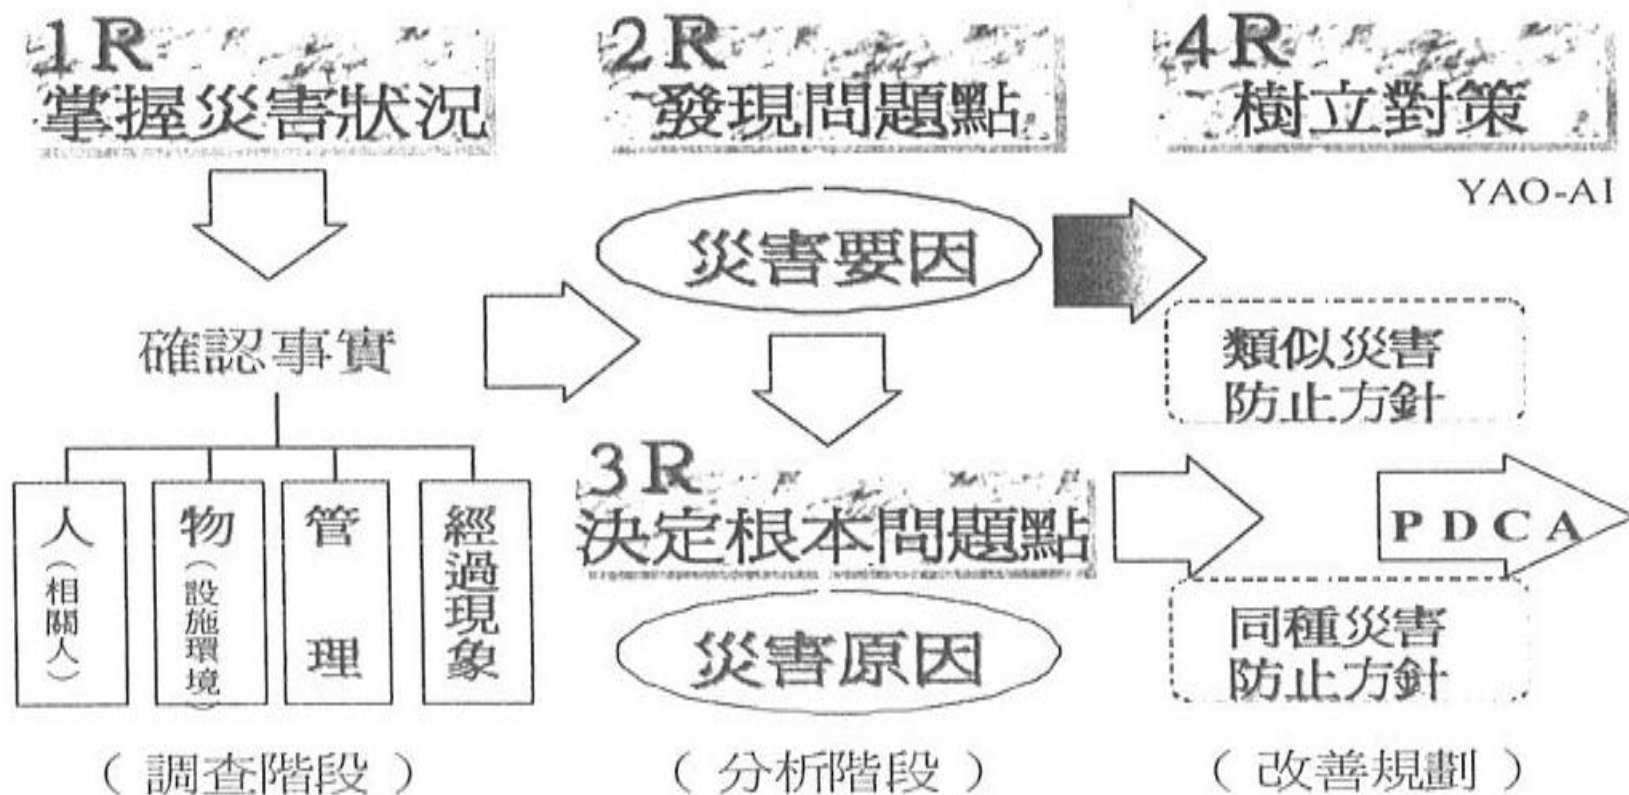 1R
掌握災害狀況
確認事實
人(相關人)
物(設施環境)
管理
經過現象
(調查階段)
2R
發現問題點
災害要因
3R
決定根本問題點
災害原因
(分析階段)
4R
樹立對策
YAO-AI
類似災害
防止方針
PDCA
同種災害
防止方針
(改善規劃)